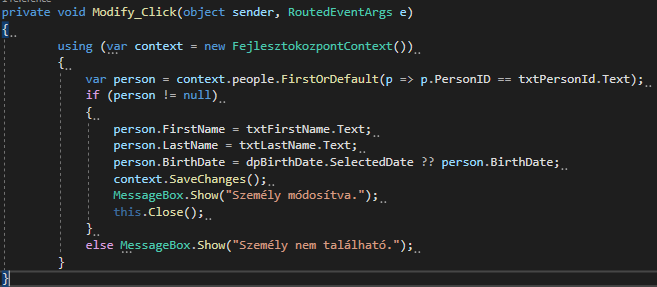 private void Modify_Click(object sender, RoutedEventArgs e)
{
using (var context = new FejlesztokozpontContext())
{
var person = context.people.FirstOrDefault(p => p.PersonID == txtPersonId.Text);
if (person != null)
{
person.FirstName = txtFirstName.Text;
person.LastName = txtLastName.Text;
person.BirthDate = dpBirthDate.SelectedDate ?? person.BirthDate;
context.SaveChanges();
MessageBox.Show("Személy módosítva.");
this.Close();
}
else MessageBox.Show("Személy nem található.");
}
}